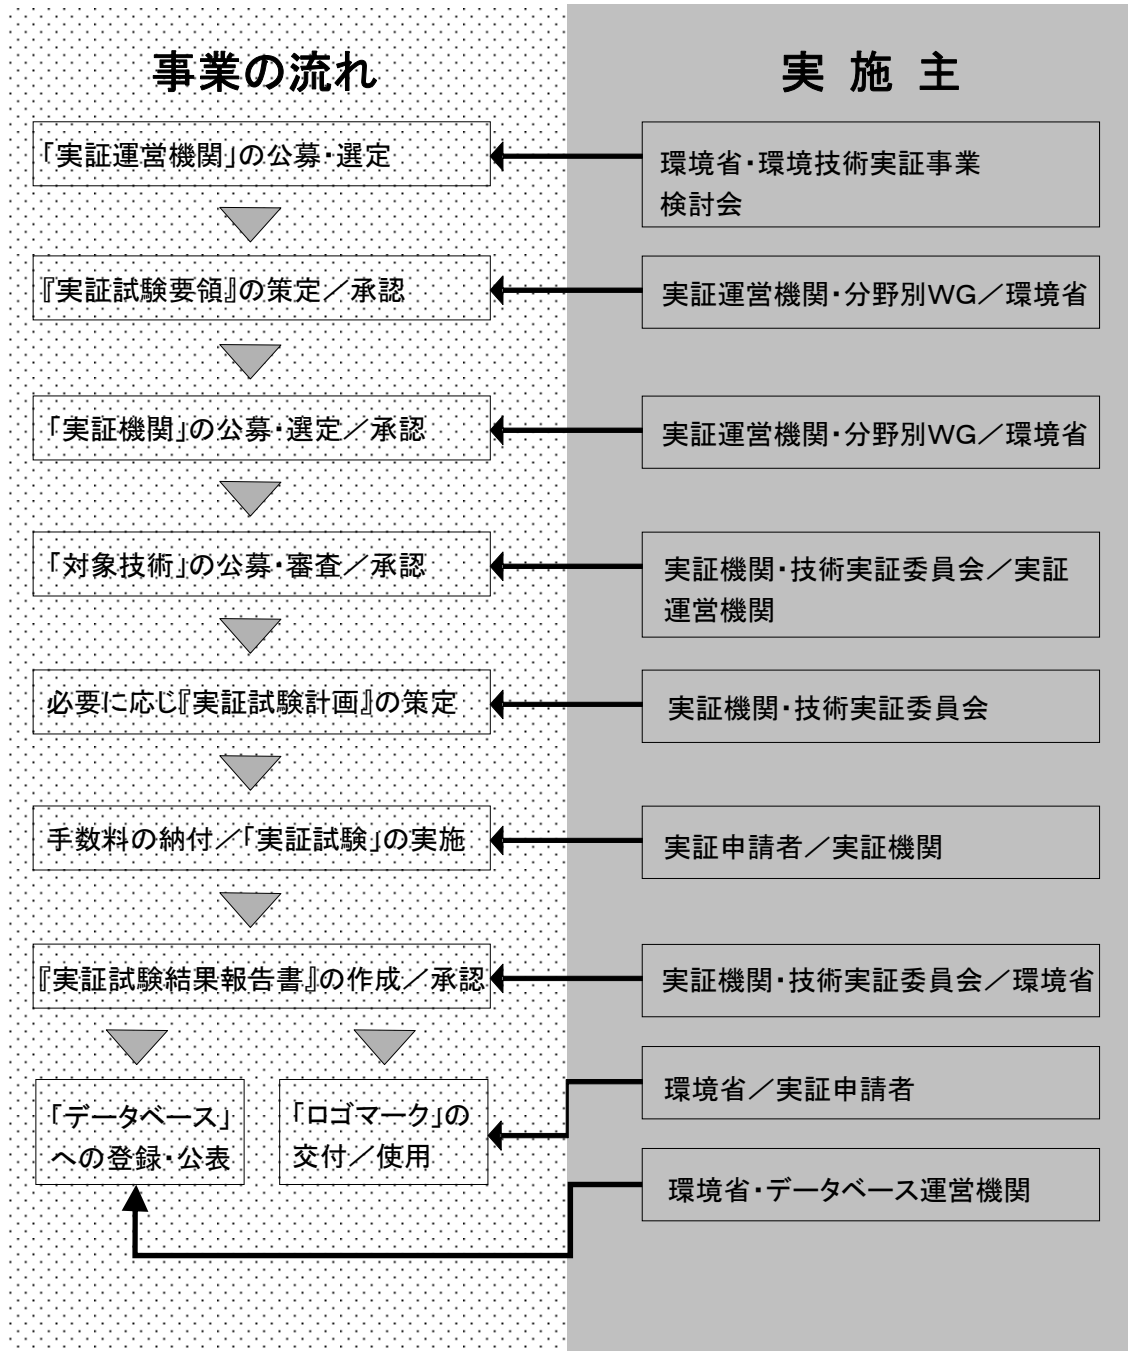 事業の流れ
実 施 主
「実証運営機関」の公募・選定
環境省・環境技術実証事業
検討会
『実証試験要領』の策定／承認
実証運営機関・分野別WG／環境省
「実証機関」の公募・選定／承認
実証運営機関・分野別WG／環境省
「対象技術」の公募・審査／承認
実証機関・技術実証委員会／実証
運営機関
必要に応じ『実証試験計画』の策定
実証機関・技術実証委員会
手数料の納付／「実証試験」の実施
実証申請者／実証機関
『実証試験結果報告書』の作成／承認
実証機関・技術実証委員会／環境省
「データベース」
への登録・公表
「ロゴマーク」の
交付／使用
環境省／実証申請者
環境省・データベース運営機関